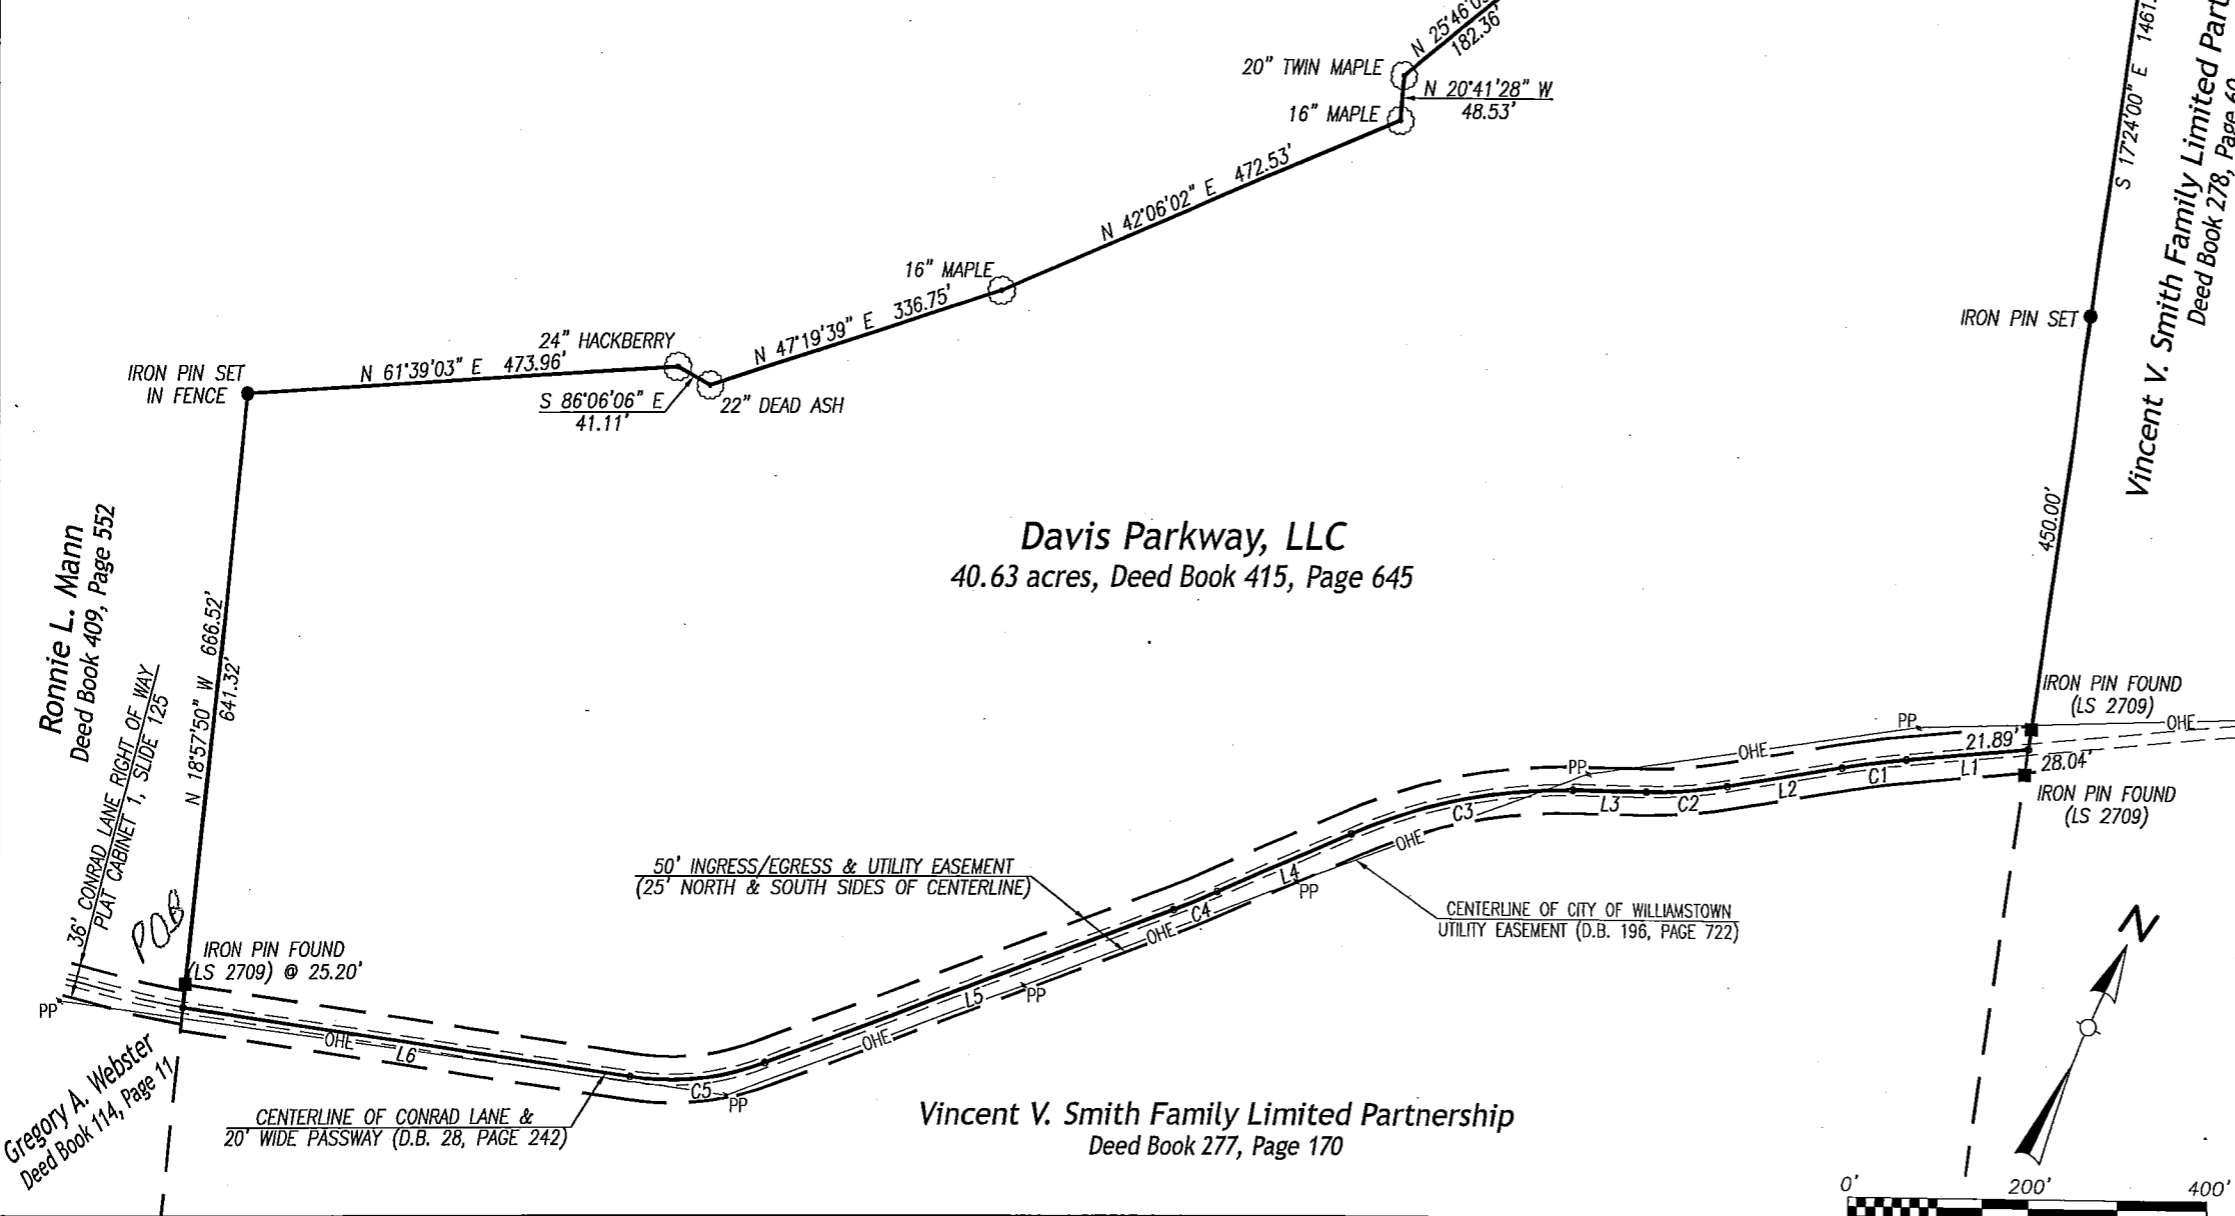 N 25°46'0
182.36'
20" TWIN MAPLE
N 20°41'28" W
48.53'
16" MAPLE
S 17°24'00" E 1461.
Vincent V. Smith Family Limited Part
Deed Book 278, Page 60
N 42°06'02" E 472.53'
16" MAPLE
N 47°19'39" E 336.75'
24" HACKBERRY
IRON PIN SET
IN FENCE
N 61°39'03" E 473.96'
S 86°06'06" E
41.11'
22" DEAD ASH
IRON PIN SET
450.00'
Davis Parkway, LLC
40.63 acres, Deed Book 415, Page 645
Ronnie L. Mann
Deed Book 409, Page 552
N 18°57'50" W 666.52'
641.32'
36' CONRAD LANE RIGHT OF WAY
PLAT CABINET 1, SLIDE 125
POB
IRON PIN FOUND
(LS 2709) @ 25.20'
IRON PIN FOUND
(LS 2709)
PP
OHE
21.89'
28.04'
IRON PIN FOUND
(LS 2709)
OHE
PP
L1
C1
L2
C2
L3
C3
OHE
L4
PP
C4
OHE
50' INGRESS/EGRESS & UTILITY EASEMENT
(25' NORTH & SOUTH SIDES OF CENTERLINE)
CENTERLINE OF CITY OF WILLIAMSTOWN
UTILITY EASEMENT (D.B. 196, PAGE 722)
N
L5
PP
OHE
PP
OHE
L6
C5
PP
Gregory A. Webster
Deed Book 114, Page 11
CENTERLINE OF CONRAD LANE &
20' WIDE PASSWAY (D.B. 28, PAGE 242)
Vincent V. Smith Family Limited Partnership
Deed Book 277, Page 170
0' 200' 400'